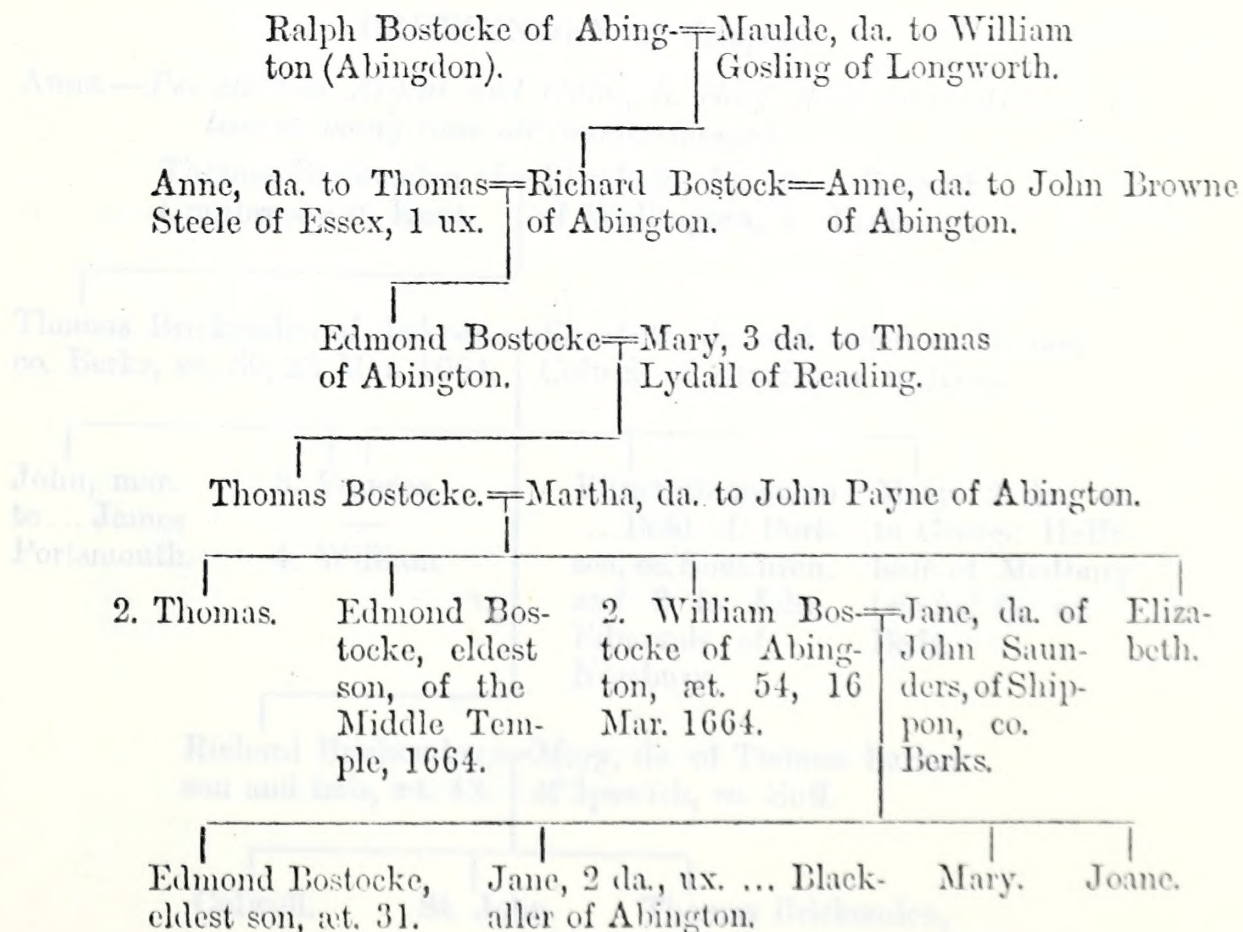 Ralph Bostocke of Abing-=Maulde, da. to William
ton (Abingdon). Gosling of Longworth.
Anne, da. to Thomas=Richard Bostock=Anne, da. to John Browne
Steele of Essex, 1 ux. of Abington. of Abington.
Edmond Bostocke=Mary, 3 da. to Thomas
of Abington. Lydall of Reading.
Thomas Bostocke.=Martha, da. to John Payne of Abington.
2. Thomas.
Edmond Bos-
tocke, eldest
son, of the
Middle Tem-
ple, 1664.
2. William Bos-
tocke of Abing-
ton, æt. 54, 16
Mar. 1664.
=Jane, da. of
John Saun-
ders, of Ship-
pon, co.
Berks.
Eliza-
beth.
Edmond Bostocke,
eldest son, æt. 31.
Jane, 2 da., ux. ... Black-
aller of Abington.
Mary.
Joane.